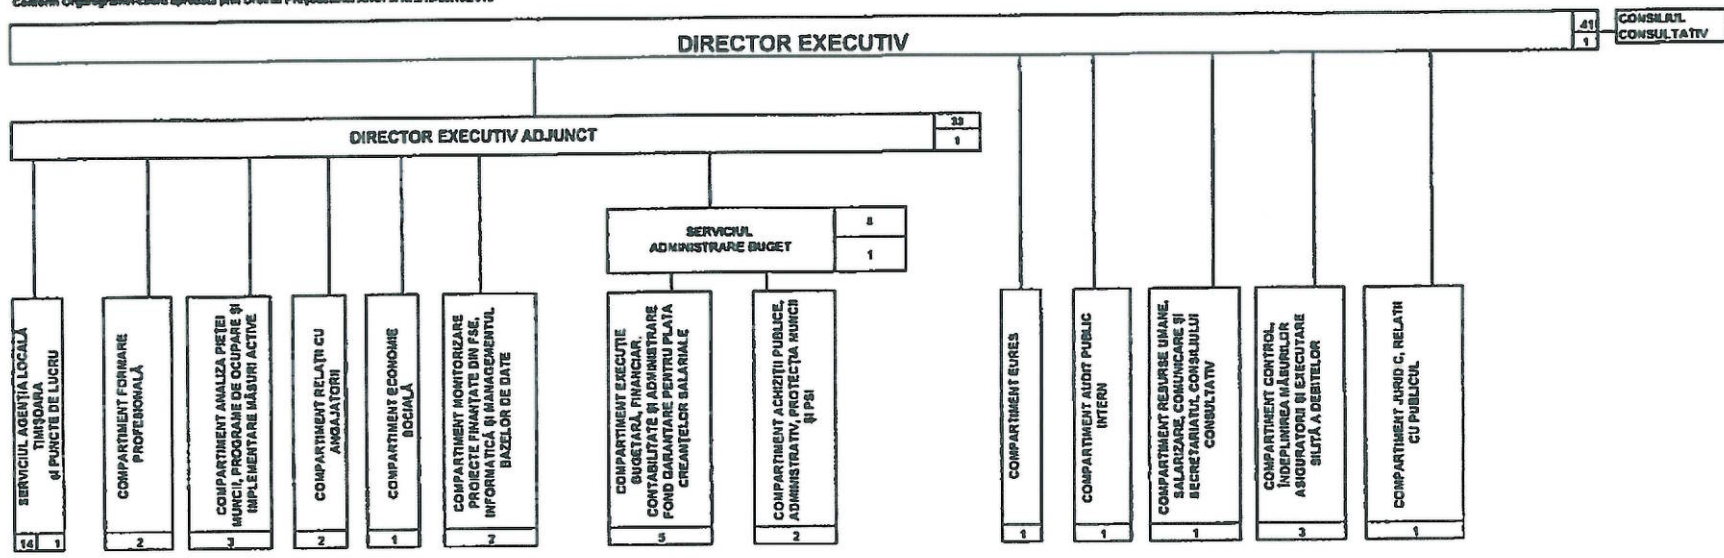 DIRECTOR EXECUTIV
41
1
CONSILIUL
CONSULTATIV
DIRECTOR EXECUTIV ADJUNCT
33
1
SERVICIUL
ADMINISTRARE BUGET
8
1
SERVICIUL AGENȚIA LOCALĂ
TIMIȘOARA
ȘI PUNCTE DE LUCRU
14
1
COMPARTIMENT FORMARE
PROFESIONALĂ
2
COMPARTIMENT ANALIZA PIEȚEI
MUNCII, PROGRAME DE OCUPARE ȘI
IMPLEMENTARE MĂSURI ACTIVE
3
COMPARTIMENT RELAȚII CU
ANGAJATORII
2
COMPARTIMENT ECONOMIE
SOCIALĂ
1
COMPARTIMENT MONITORIZARE
PROIECTE FINANȚATE DIN FSE,
INFORMATICĂ ȘI MANAGEMENTUL
BAZELOR DE DATE
2
COMPARTIMENT EXECUȚIE
BUGETARĂ, FINANCIAR,
CONTABILITATE ȘI ADMINISTRARE
FOND GARANTARE PENTRU PLATA
CREANȚELOR SALARIALE
5
COMPARTIMENT ACHIZIȚII PUBLICE,
ADMINISTRATIV, PROTECȚIA MUNCII
ȘI PSI
2
COMPARTIMENT EURES
1
COMPARTIMENT AUDIT PUBLIC
INTERN
1
COMPARTIMENT RESURSE UMANE,
SALARIZARE, COMUNICARE ȘI
SECRETARIATUL CONSILIULUI
CONSULTATIV
1
COMPARTIMENT CONTROL,
ÎNDEPLINIREA MĂSURILOR
ASIGURATORII ȘI EXECUTARE
SILITĂ A DEBITELOR
3
COMPARTIMENT JURIDIC, RELATII
CU PUBLICUL
1